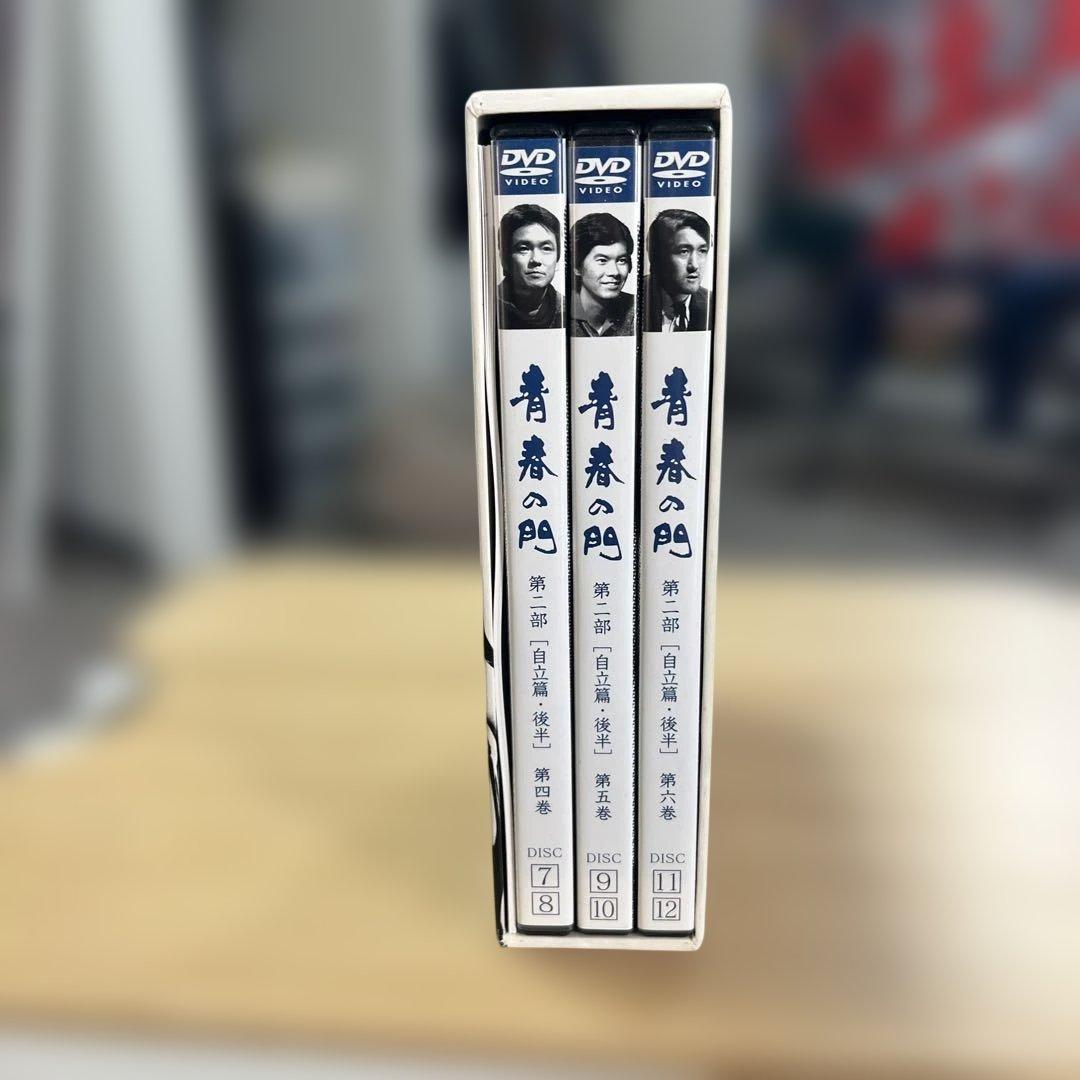 DVD
VIDEO
青春の門
第二部［自立篇・後半］ 第四巻
DISC
7
8
DVD
VIDEO
青春の門
第二部［自立篇・後半］ 第五巻
DISC
9
10
DVD
VIDEO
青春の門
第二部［自立篇・後半］ 第六巻
DISC
11
12